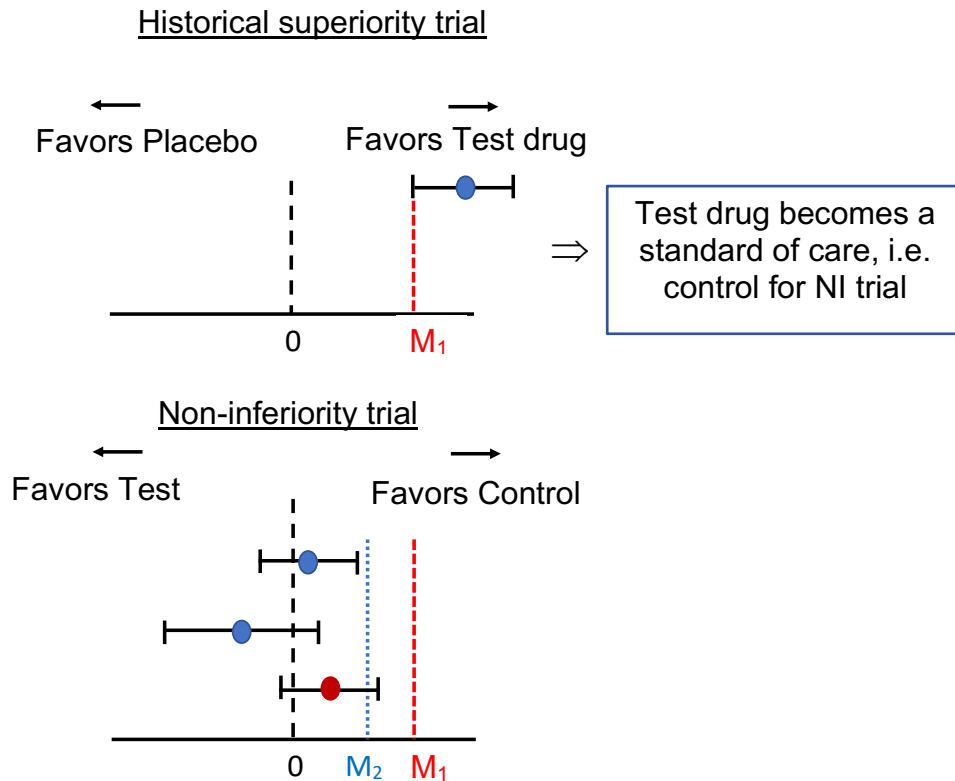 Historical superiority trial
Favors Placebo
Favors Test drug
Test drug becomes a
standard of care, i.e.
control for NI trial
⇒
0
M₁
Non-inferiority trial
Favors Test
Favors Control
0
M₂
M₁